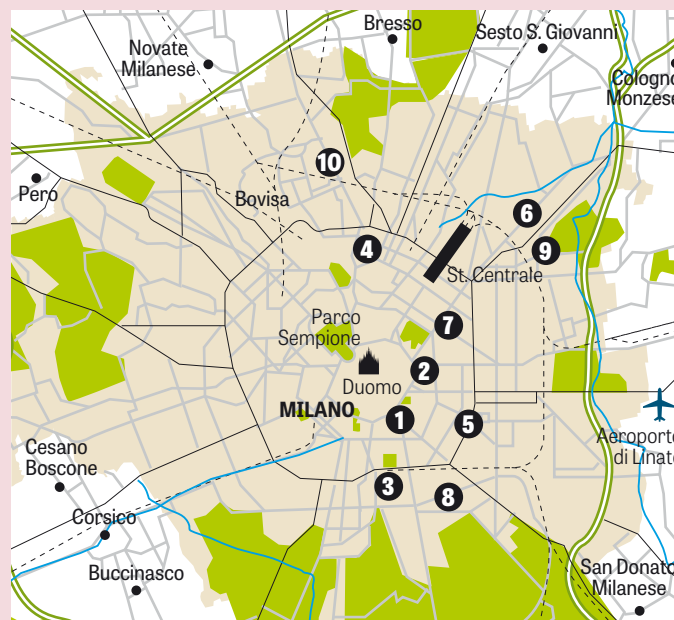 Bresso
Sesto S. Giovanni
Novate
Milanese
Cologno
Monzese
10
Pero
Bovisa
6
4
9
St. Centrale
Parco
Sempione
7
2
Duomo
MILANO
1
5
Aeroporto
di Linate
Cesano
Boscone
3
8
Corsico
Buccinasco
San Donato
Milanese